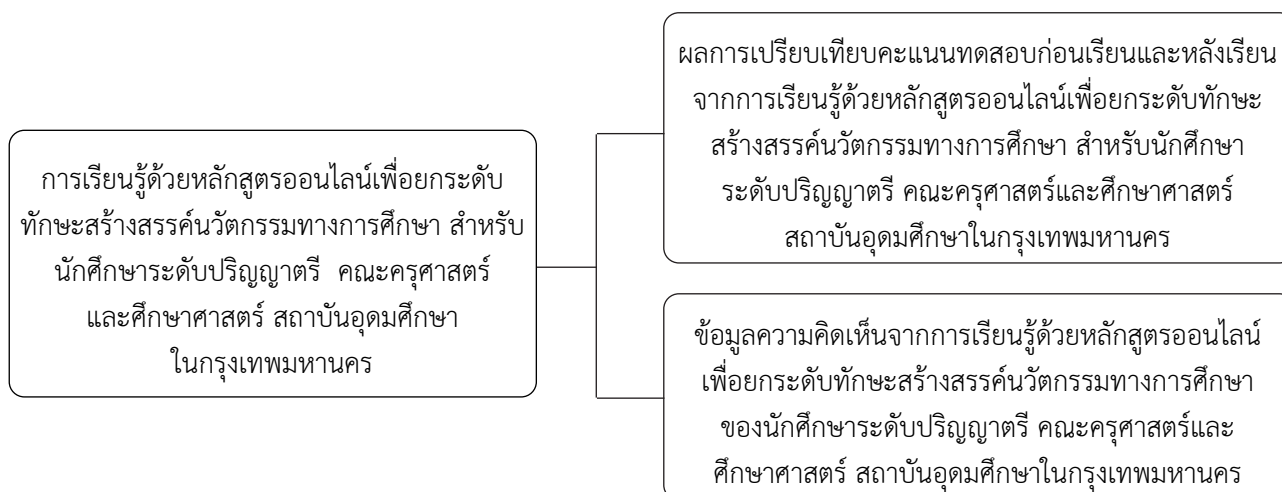 การเรียนรู้ด้วยหลักสูตรออนไลน์เพื่อยกระดับ
ทักษะสร้างสรรค์นวัตกรรมทางการศึกษา สำหรับ
นักศึกษาระดับปริญญาตรี คณะครุศาสตร์
และศึกษาศาสตร์ สถาบันอุดมศึกษา
ในกรุงเทพมหานคร
ผลการเปรียบเทียบคะแนนทดสอบก่อนเรียนและหลังเรียน
จากการเรียนรู้ด้วยหลักสูตรออนไลน์เพื่อยกระดับทักษะ
สร้างสรรค์นวัตกรรมทางการศึกษา สำหรับนักศึกษา
ระดับปริญญาตรี คณะครุศาสตร์และศึกษาศาสตร์
สถาบันอุดมศึกษาในกรุงเทพมหานคร
ข้อมูลความคิดเห็นจากการเรียนรู้ด้วยหลักสูตรออนไลน์
เพื่อยกระดับทักษะสร้างสรรค์นวัตกรรมทางการศึกษา
ของนักศึกษาระดับปริญญาตรี คณะครุศาสตร์และ
ศึกษาศาสตร์ สถาบันอุดมศึกษาในกรุงเทพมหานคร